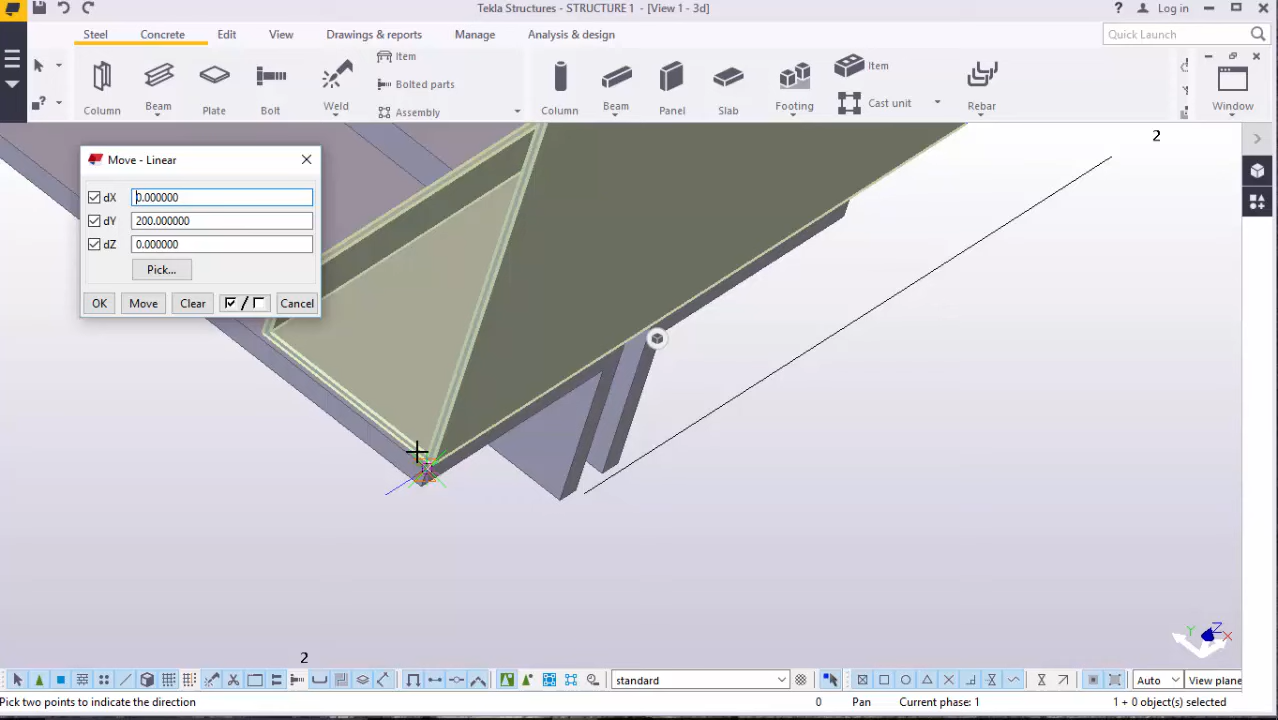 Tekla Structures - STRUCTURE 1 - [View 1 - 3d]
? Log in
Steel Concrete Edit View Drawings & reports Manage Analysis & design
Quick Launch
Item
Bolted parts
Assembly
Item
Cast unit
Column Beam Plate Bolt Weld
Column Beam Panel Slab Footing
Rebar
Window
2
Move - Linear
dX 0.000000
dY 200.000000
dZ 0.000000
Pick...
OK Move Clear / Cancel
Y Z X
2
standard
Auto View plane
Pick two points to indicate the direction
0 Pan Current phase: 1 1 + 0 object(s) selected